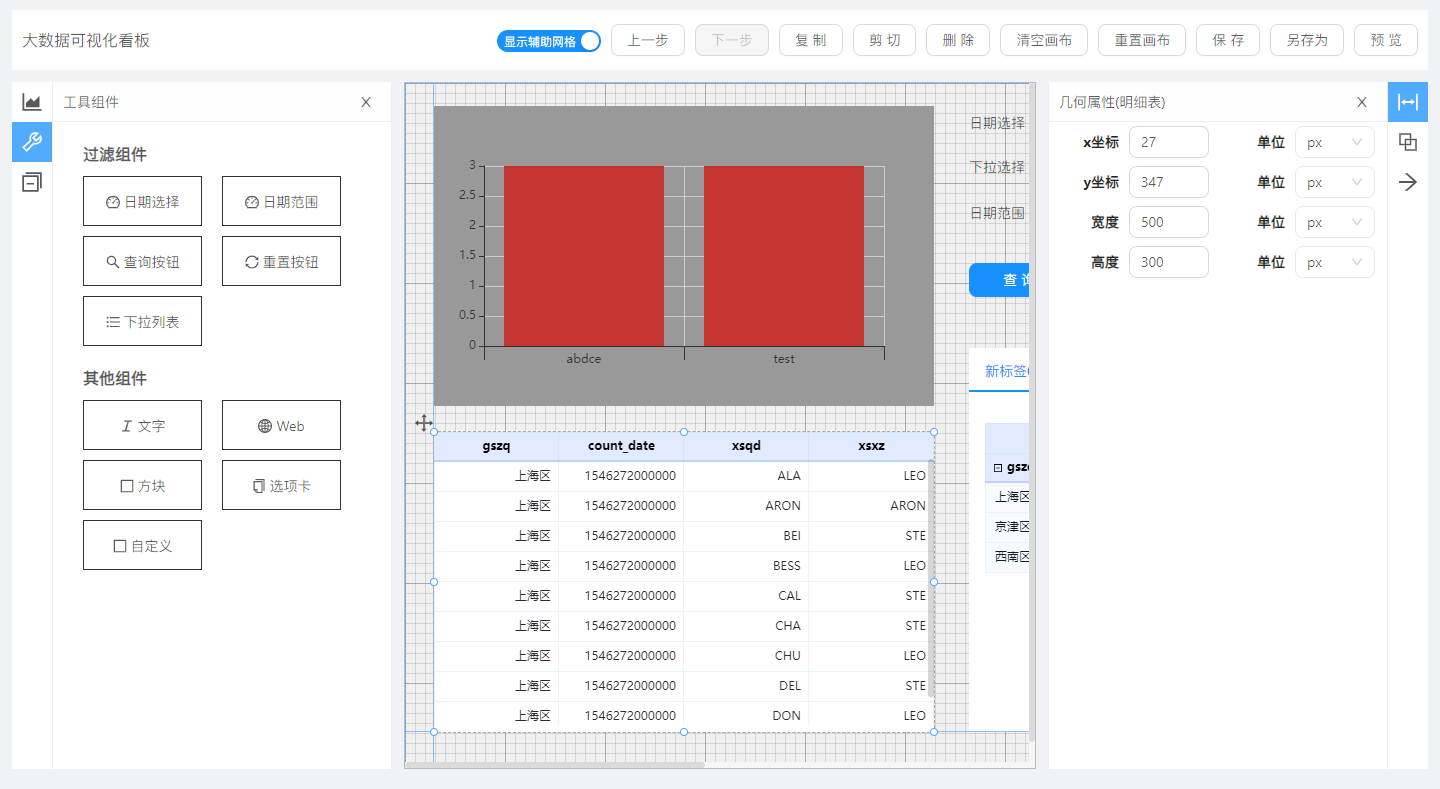 大数据可视化看板
显示辅助网格
上一步
下一步
复 制
剪 切
删 除
清空画布
重置画布
保 存
另存为
预 览
工具组件
X
过滤组件
日期选择
日期范围
查询按钮
重置按钮
下拉列表
其他组件
文字
Web
方块
选项卡
自定义
3
2.5
2
1.5
1
0.5
0
abdce
test
日期选择
下拉选择
日期范围
查 询
新标签
gszq count_date xsqd xsxz
上海区 1546272000000 ALA LEO
上海区 1546272000000 ARON ARON
上海区 1546272000000 BEI STE
上海区 1546272000000 BESS LEO
上海区 1546272000000 CAL STE
上海区 1546272000000 CHA STE
上海区 1546272000000 CHU LEO
上海区 1546272000000 DEL STE
上海区 1546272000000 DON LEO
gszq
上海区
京津区
西南区
几何属性(明细表)
X
x坐标 27 单位 px
y坐标 347 单位 px
宽度 500 单位 px
高度 300 单位 px